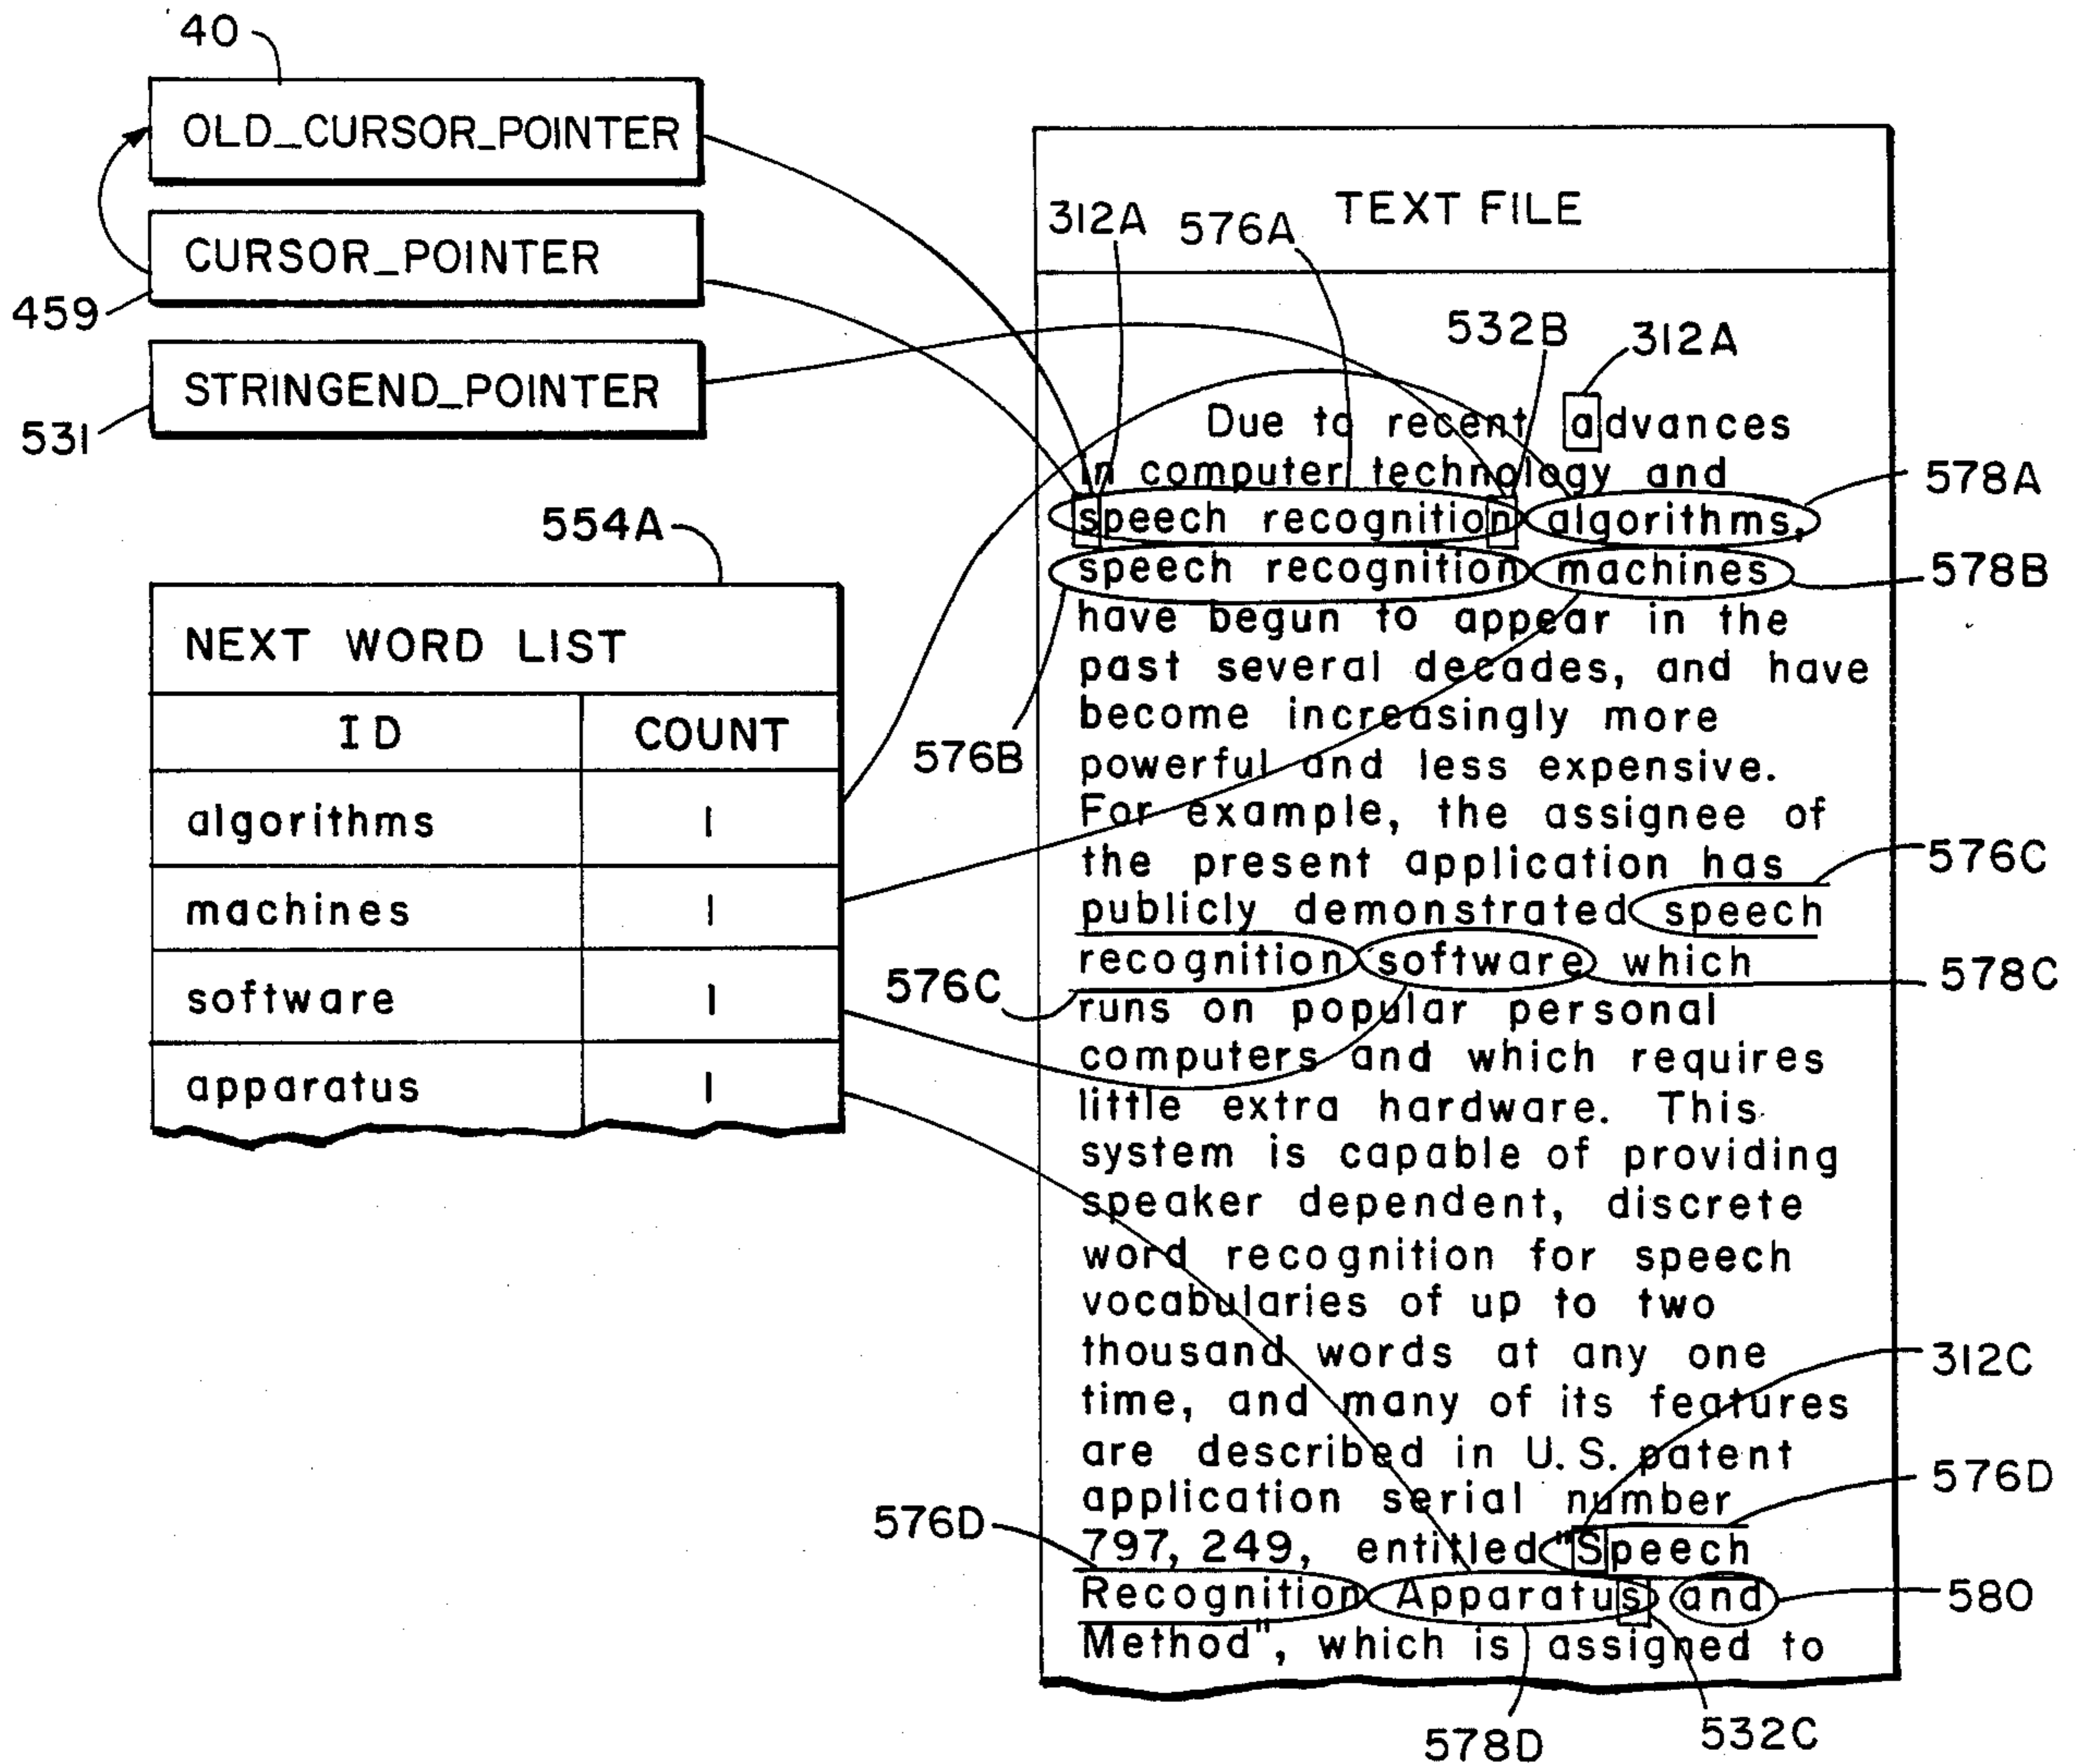 40
OLD_CURSOR_POINTER
CURSOR_POINTER
459
STRINGEND_POINTER
531
554A
NEXT WORD LIST
ID COUNT
algorithms 1
machines 1
software 1
apparatus 1
TEXT FILE
312A 576A
532B
312A
Due to recent advances
in computer technology and
speech recognition algorithms,
578A
speech recognition machines
578B
have begun to appear in the
past several decades, and have
become increasingly more
576B
powerful and less expensive.
For example, the assignee of
the present application has
576C
publicly demonstrated speech
recognition software which
576C
578C
runs on popular personal
computers and which requires
little extra hardware. This
system is capable of providing
speaker dependent, discrete
word recognition for speech
vocabularies of up to two
thousand words at any one
312C
time, and many of its features
are described in U.S. patent
576D
application serial number
576D
797,249, entitled "Speech
Recognition Apparatus and
580
Method", which is assigned to
578D
532C